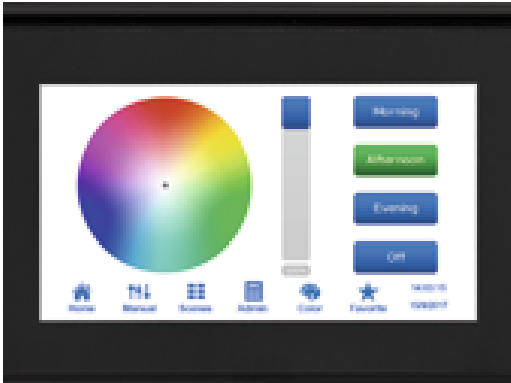 Morning
Afternoon
Evening
Off
Home
Manual
Scenes
Admin
Color
Favorite